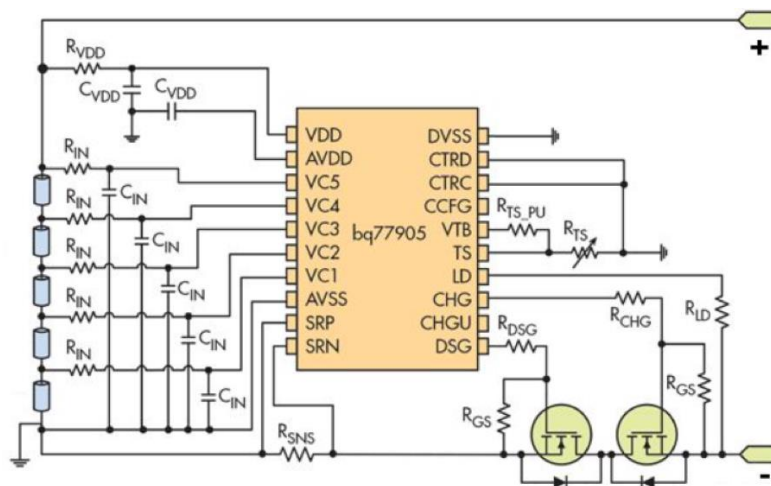 +
R_VDD
C_VDD
C_VDD
R_IN
C_IN
R_IN
C_IN
R_IN
C_IN
R_IN
C_IN
R_IN
C_IN
VDD
AVDD
VC5
VC4
VC3
VC2
VC1
AVSS
SRP
SRN
bq77905
DVSS
CTRD
CTRC
CCFG
VTB
TS
LD
CHG
CHGU
DSG
R_TS_PU
R_TS
R_LD
R_CHG
R_DSG
R_GS
R_GS
R_SNS
-